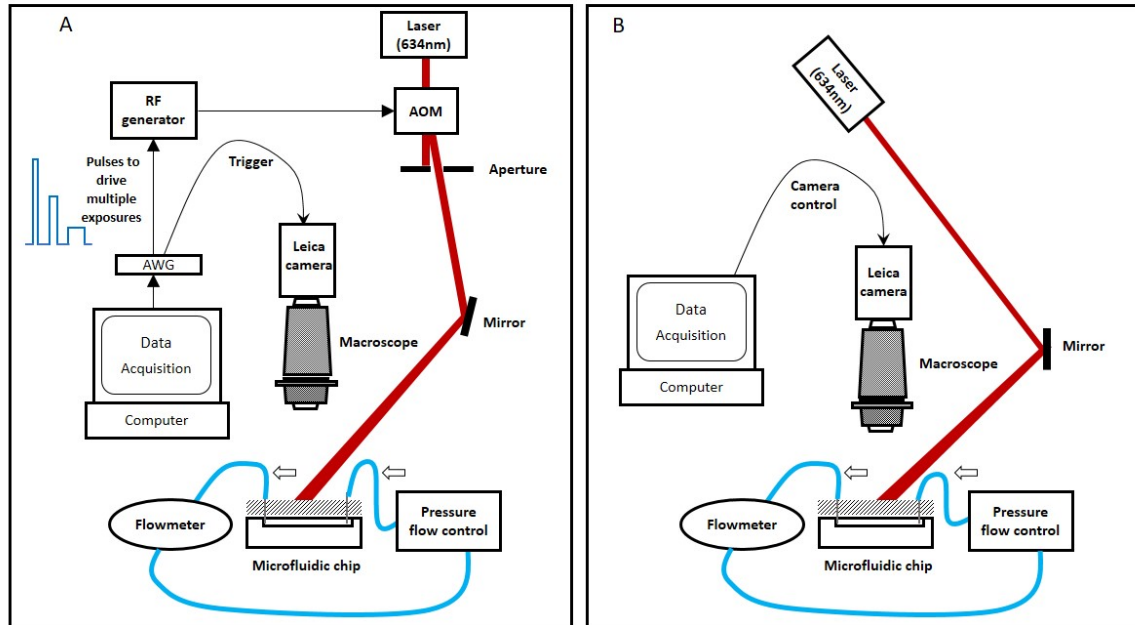 A
Laser
(634nm)
RF
generator
AOM
Pulses to
drive
multiple
exposures
Trigger
Aperture
AWG
Leica
camera
Mirror
Data
Acquisition
Macroscope
Computer
Flowmeter
Pressure
flow control
Microfluidic chip
B
Laser
(634nm)
Camera
control
Leica
camera
Data
Acquisition
Mirror
Macroscope
Computer
Flowmeter
Pressure
flow control
Microfluidic chip